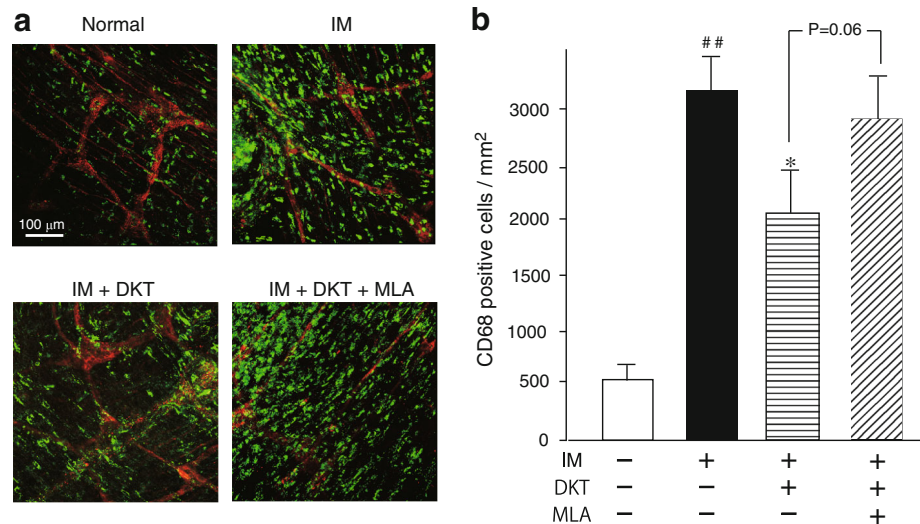 a
Normal
IM
100 μm
IM + DKT
IM + DKT + MLA
b
CD68 positive cells / mm²
3000
2500
2000
1500
1000
500
0
##
*
P=0.06
IM − + + +
DKT − − + +
MLA − − − +